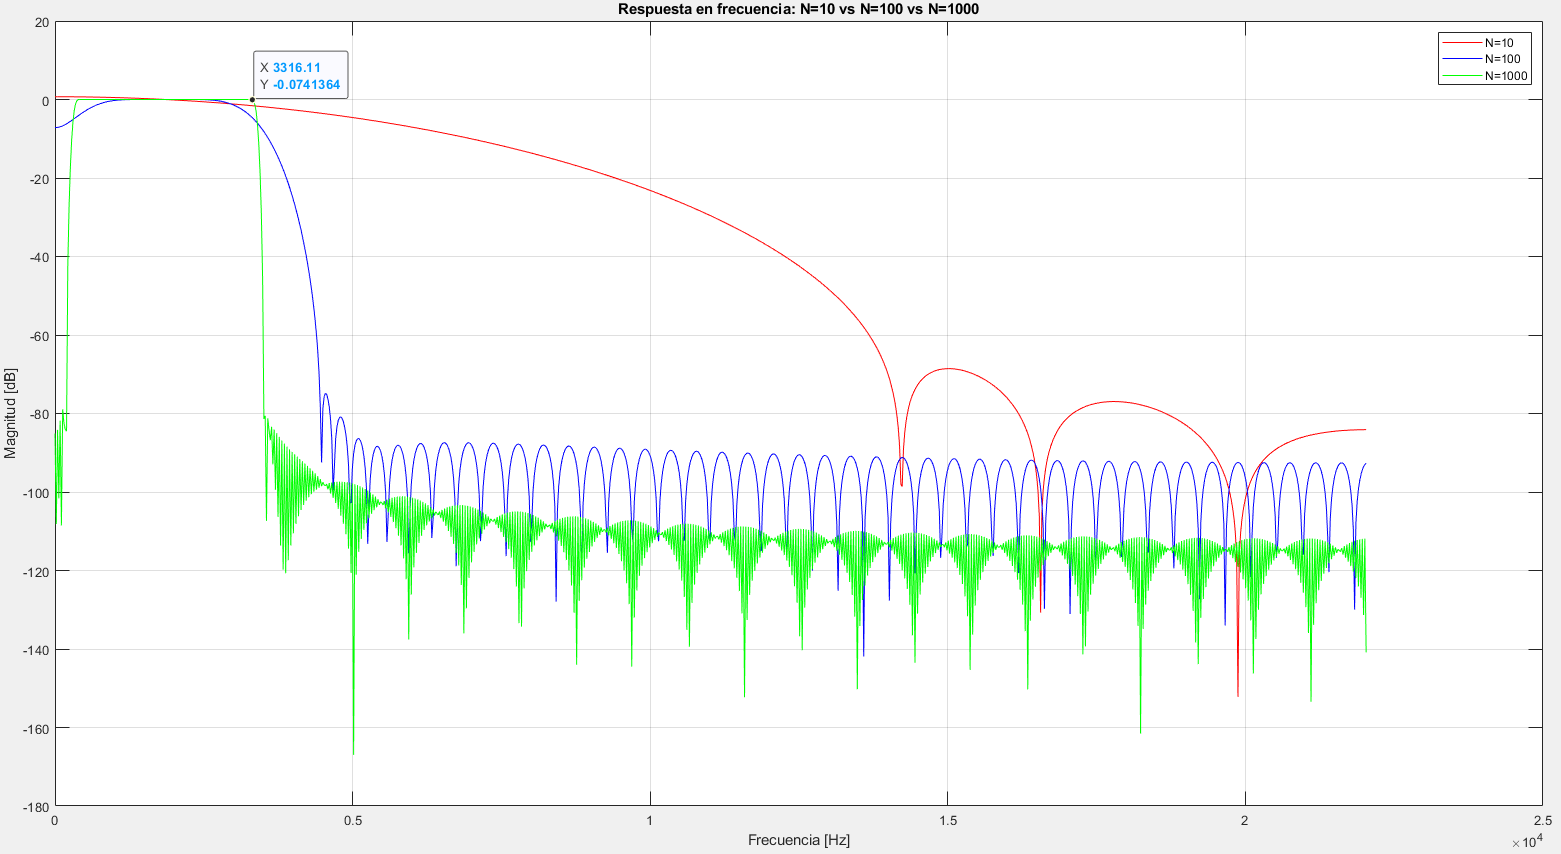 Respuesta en frecuencia: N=10 vs N=100 vs N=1000
20
0
-20
-40
-60
-80
-100
-120
-140
-160
-180
Magnitud [dB]
X 3316.11
Y -0.0741364
N=10
N=100
N=1000
0
0.5
1
1.5
2
2.5
×10⁴
Frecuencia [Hz]